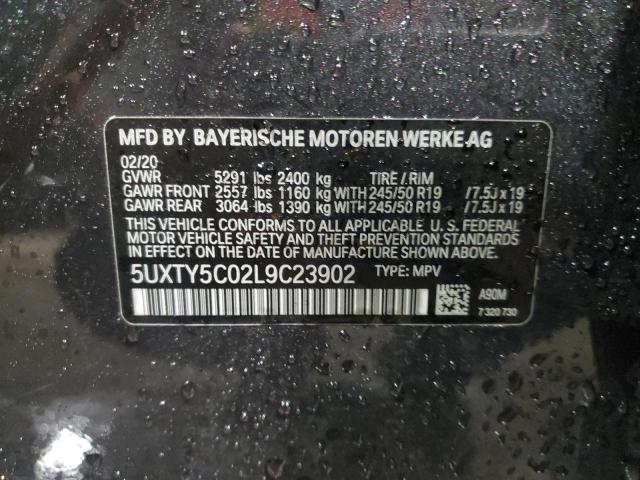 MFD BY BAYERISCHE MOTOREN WERKE AG
02/20
GVWR 5291 lbs 2400 kg TIRE / RIM
GAWR FRONT 2557 lbs 1160 kg WITH 245/50 R19 /7.5J x 19
GAWR REAR 3064 lbs 1390 kg WITH 245/50 R19 /7.5J x 19
THIS VEHICLE CONFORMS TO ALL APPLICABLE U. S. FEDERAL
MOTOR VEHICLE SAFETY AND THEFT PREVENTION STANDARDS
IN EFFECT ON THE DATE OF MANUFACTURE SHOWN ABOVE.
5UXTY5C02L9C23902 TYPE: MPV
A90M
7 320 730